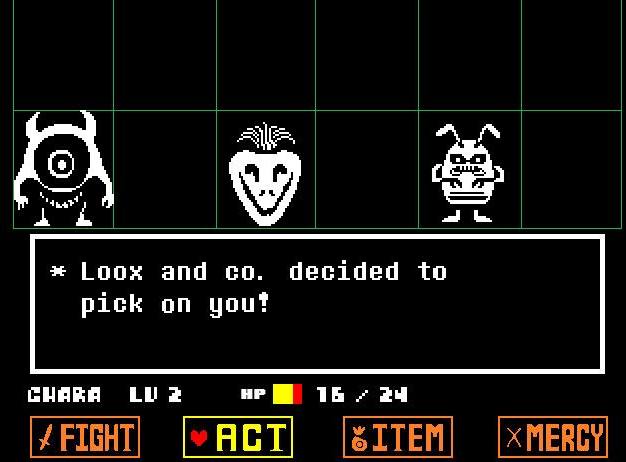 * Loox and co. decided to
pick on you!
CHARA LV 2 HP 16 / 24
FIGHT ACT ITEM MERCY